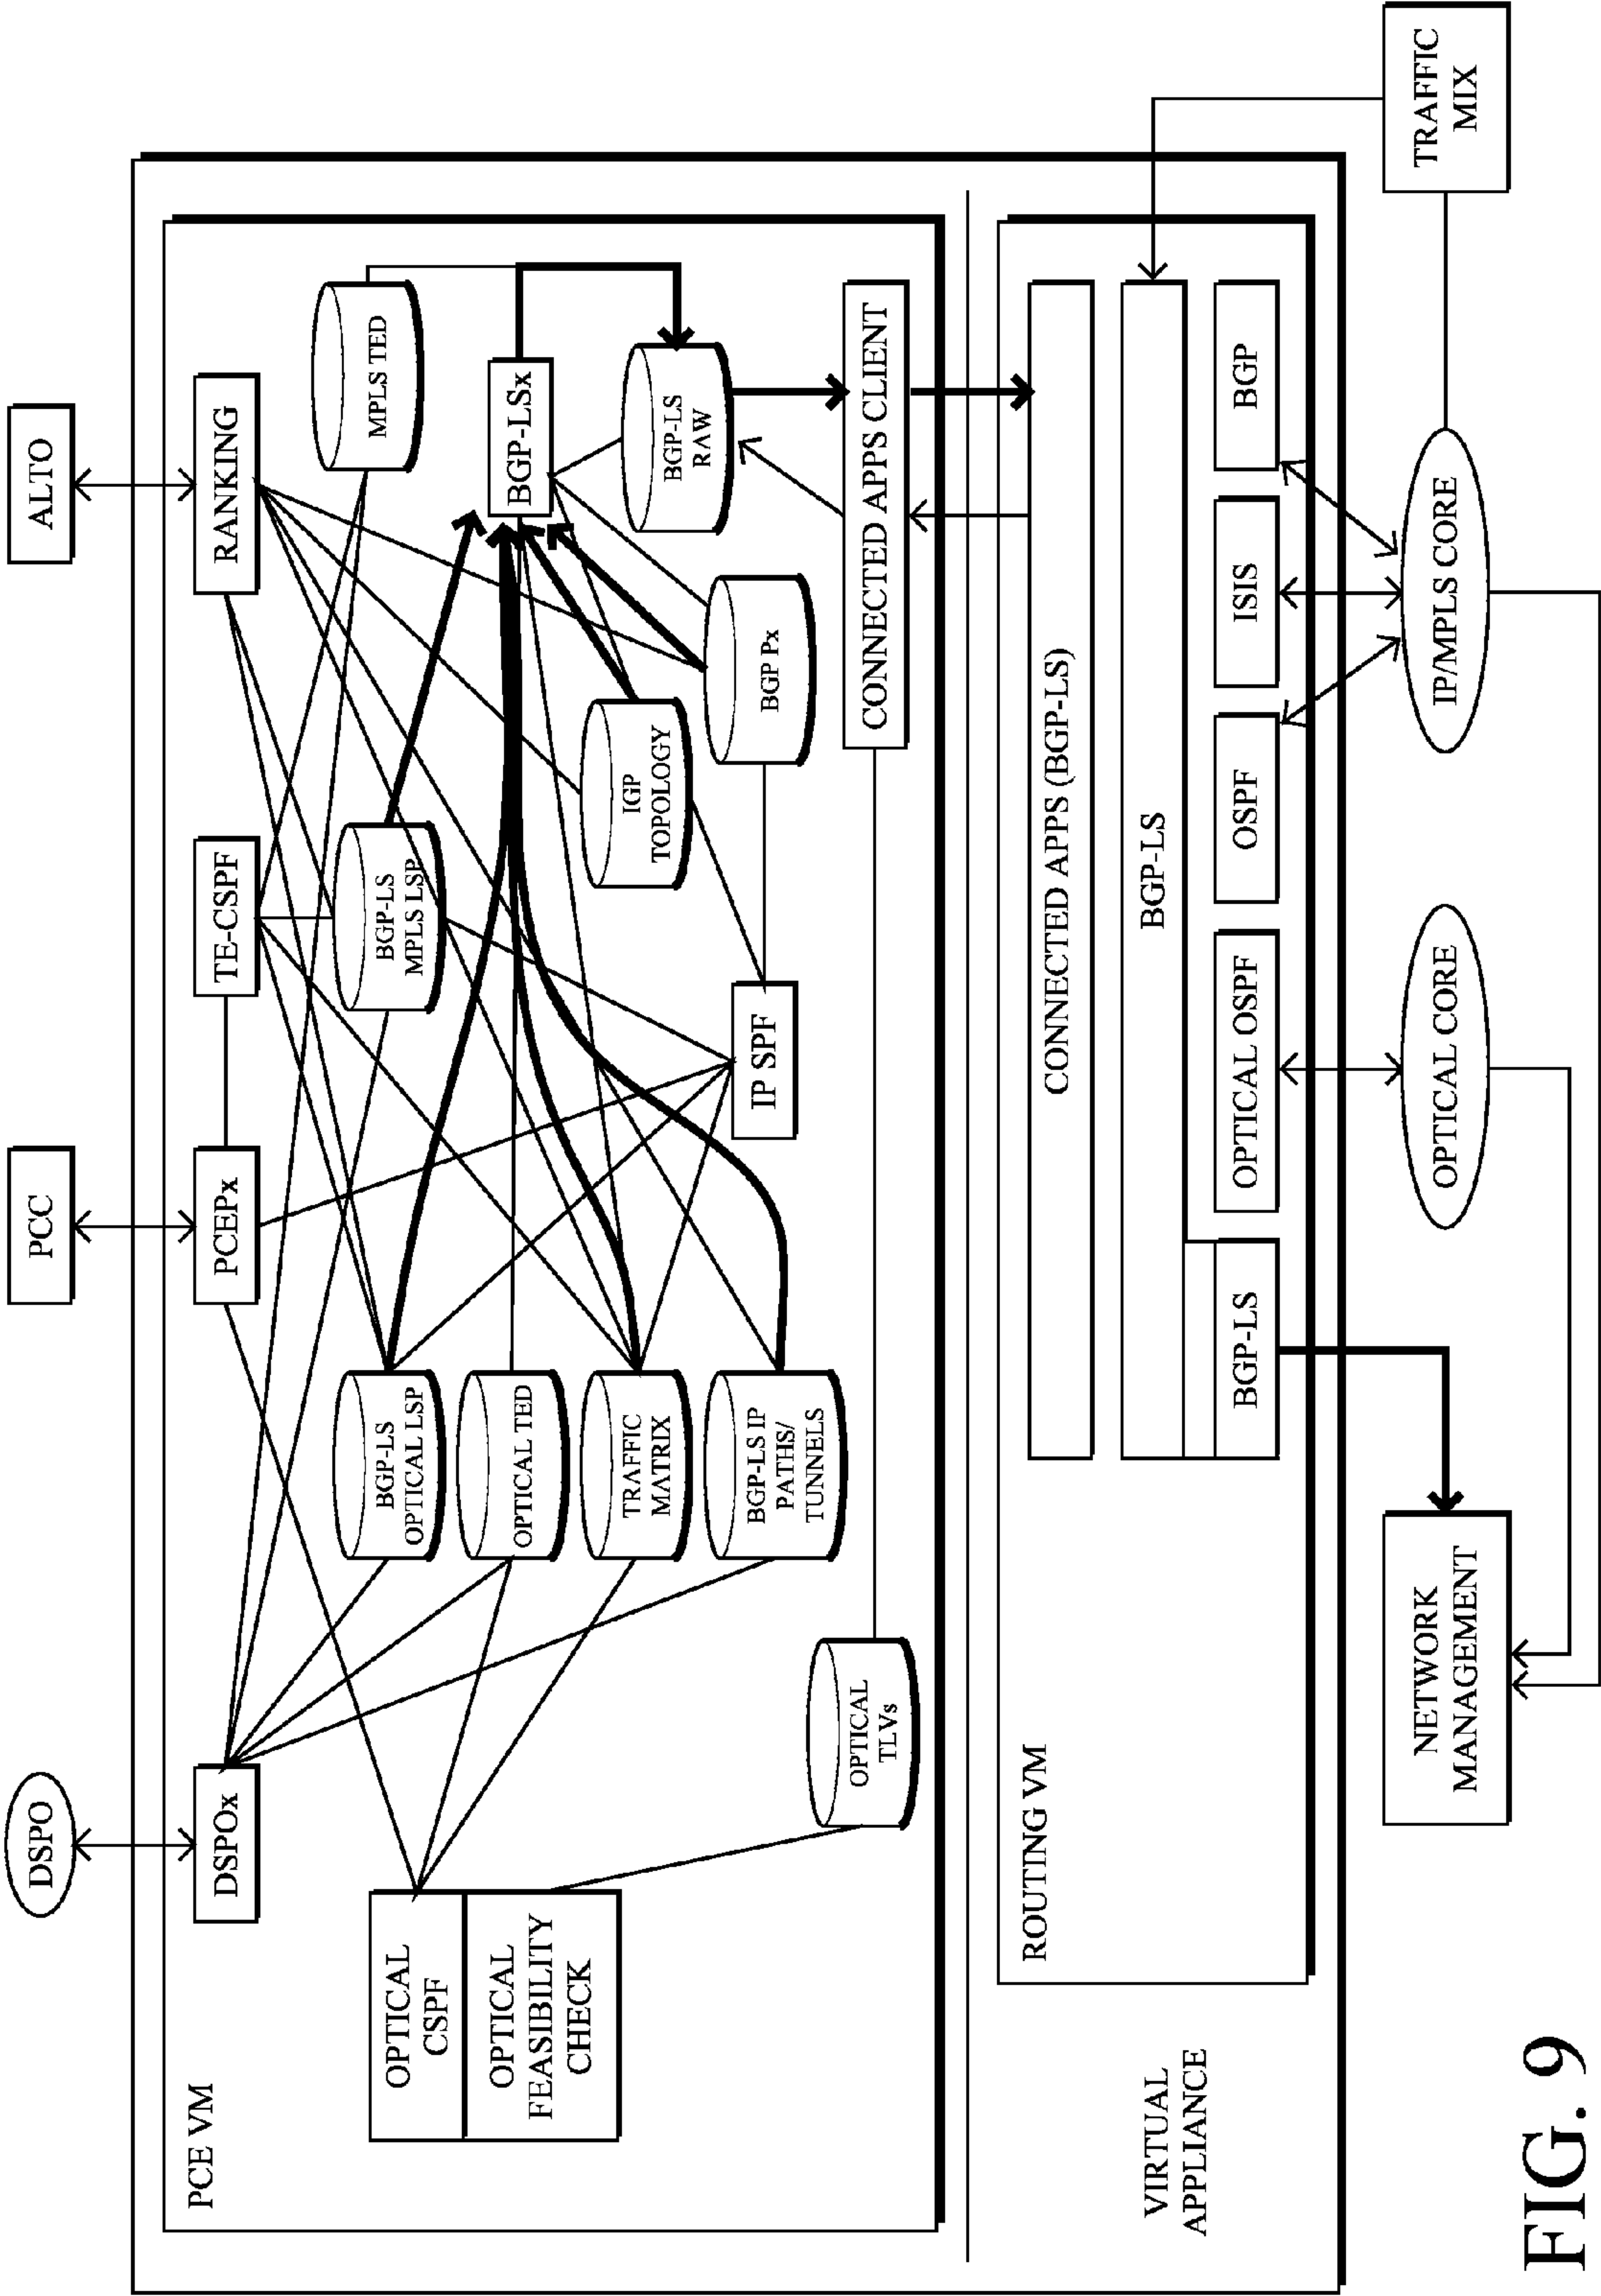 DSPO
PCC
ALTO
PCE VM
DSPOx
PCEPx
TE-CSPF
RANKING
OPTICAL
CSPF
OPTICAL
FEASIBILITY
CHECK
BGP-LS
OPTICAL LSP
BGP-LS
MPLS LSP
MPLS TED
OPTICAL TED
BGP-LSx
TRAFFIC
MATRIX
IGP
TOPOLOGY
BGP-LS
RAW
BGP-LS IP
PATHS/
TUNNELS
IP SPF
BGP Px
OPTICAL
TLVs
CONNECTED APPS CLIENT
ROUTING VM
CONNECTED APPS (BGP-LS)
VIRTUAL
APPLIANCE
BGP-LS
BGP-LS
OPTICAL OSPF
OSPF
ISIS
BGP
NETWORK
MANAGEMENT
OPTICAL CORE
IP/MPLS CORE
TRAFFIC
MIX
FIG. 9